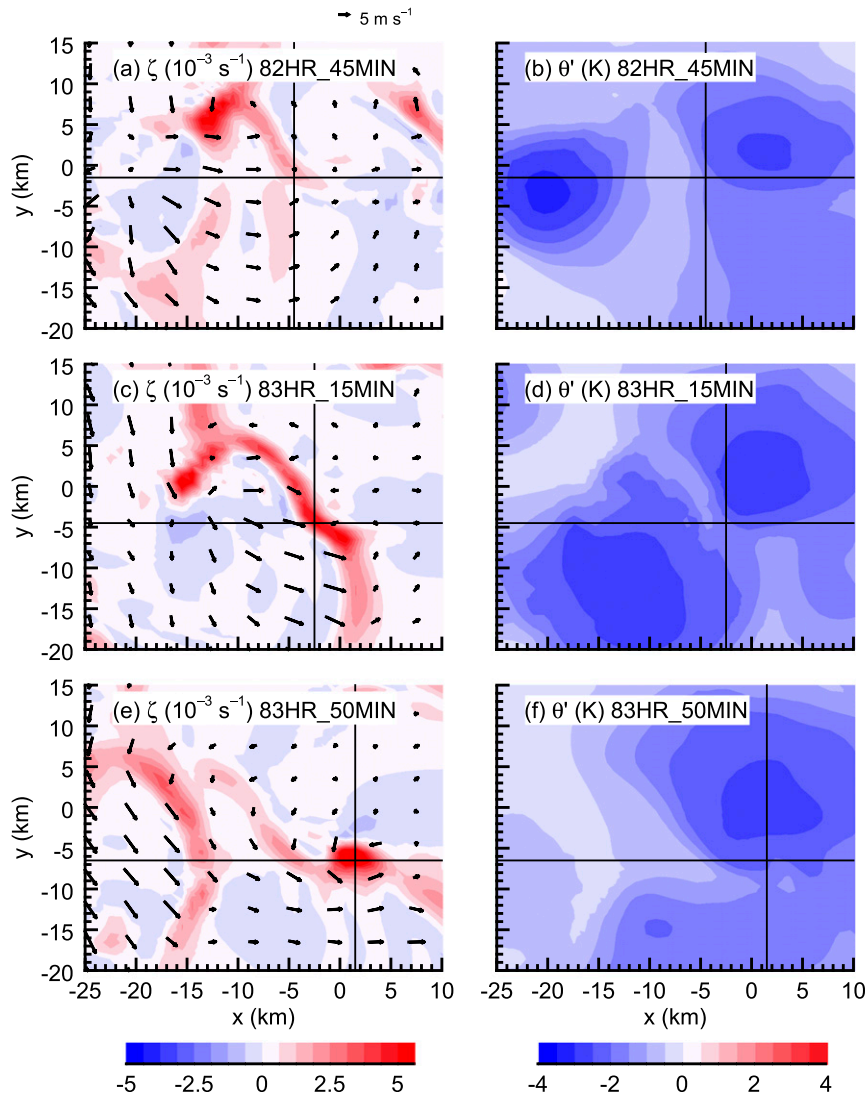 5 m s⁻¹
(a) ζ (10⁻³ s⁻¹) 82HR_45MIN
(b) θ' (K) 82HR_45MIN
15
10
5
0
-5
-10
-15
-20
y (km)
(c) ζ (10⁻³ s⁻¹) 83HR_15MIN
(d) θ' (K) 83HR_15MIN
15
10
5
0
-5
-10
-15
-20
y (km)
(e) ζ (10⁻³ s⁻¹) 83HR_50MIN
(f) θ' (K) 83HR_50MIN
15
10
5
0
-5
-10
-15
-20
y (km)
-25 -20 -15 -10 -5 0 5 10
-25 -20 -15 -10 -5 0 5 10
x (km)
x (km)
-5 -2.5 0 2.5 5
-4 -2 0 2 4